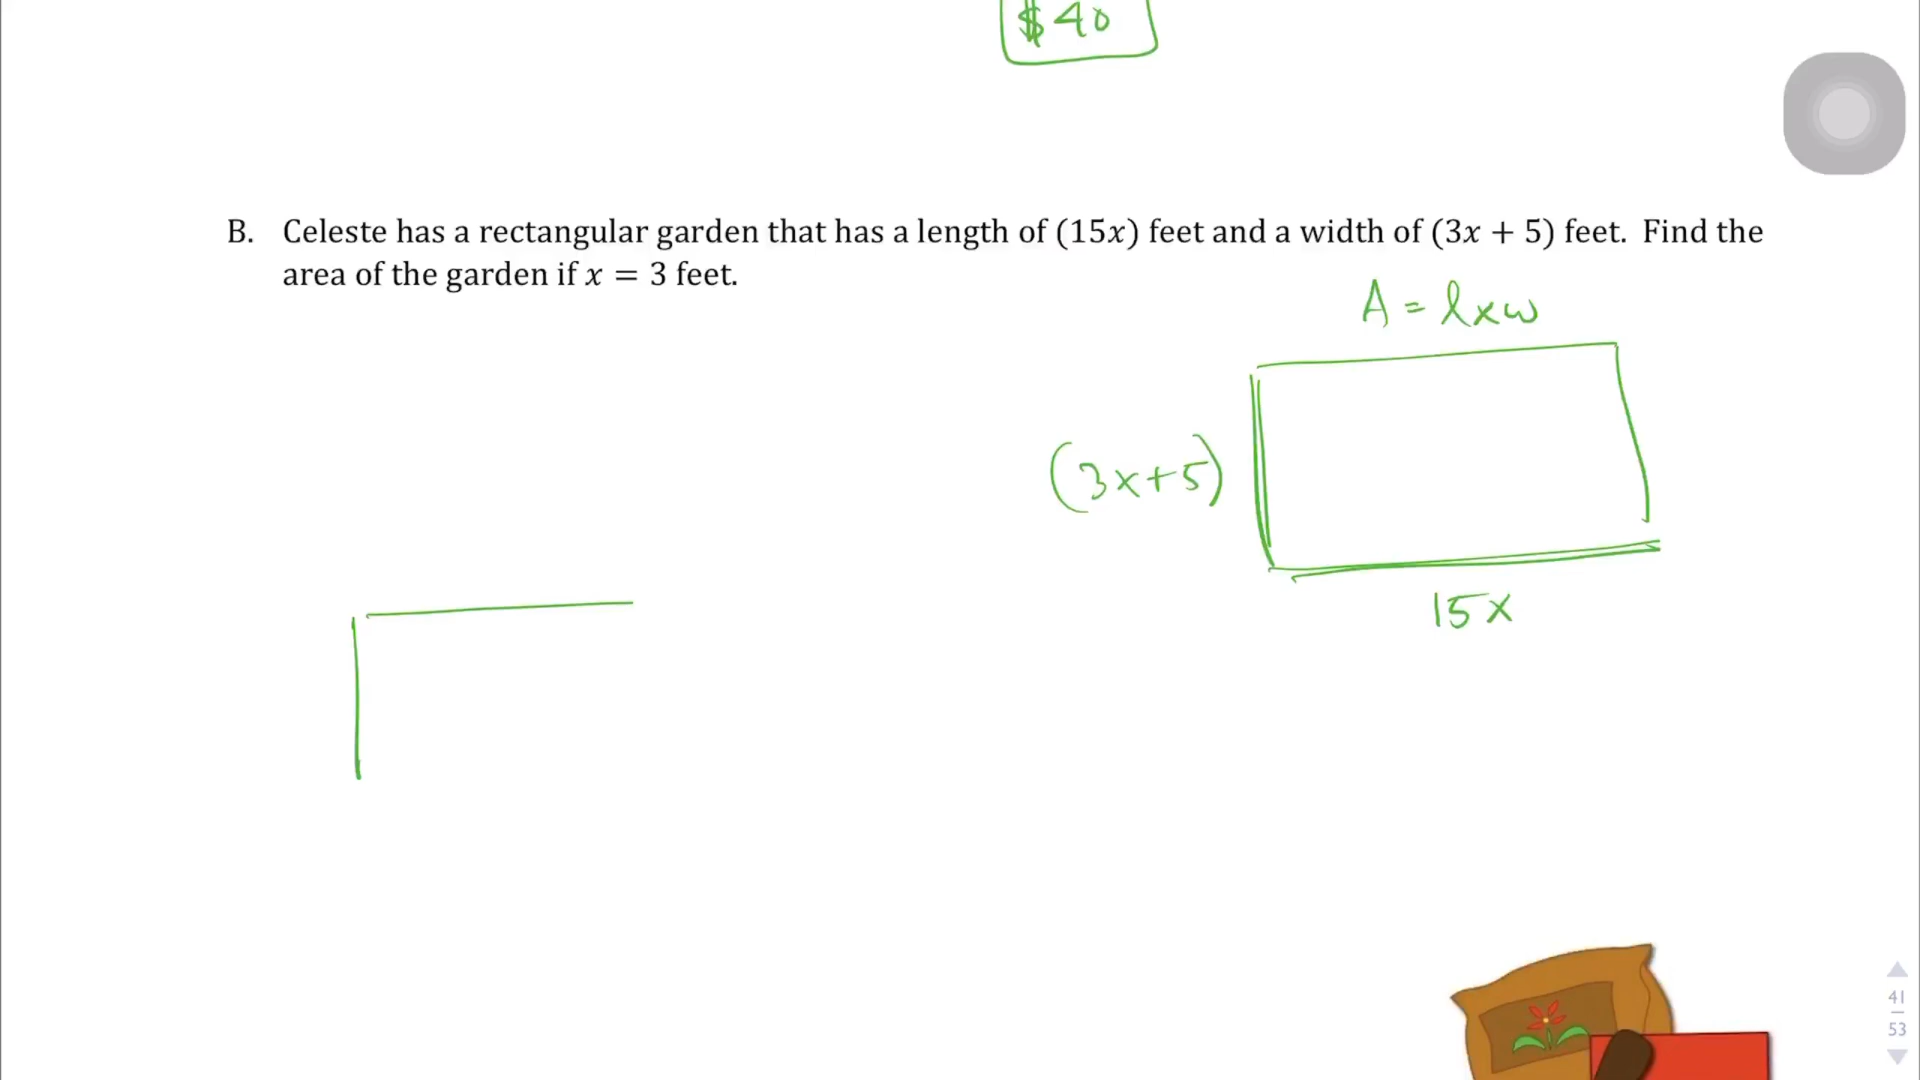 $40
B. Celeste has a rectangular garden that has a length of (15x) feet and a width of (3x + 5) feet. Find the
area of the garden if x = 3 feet.
A = l x w
(3x+5)
15x
41
53